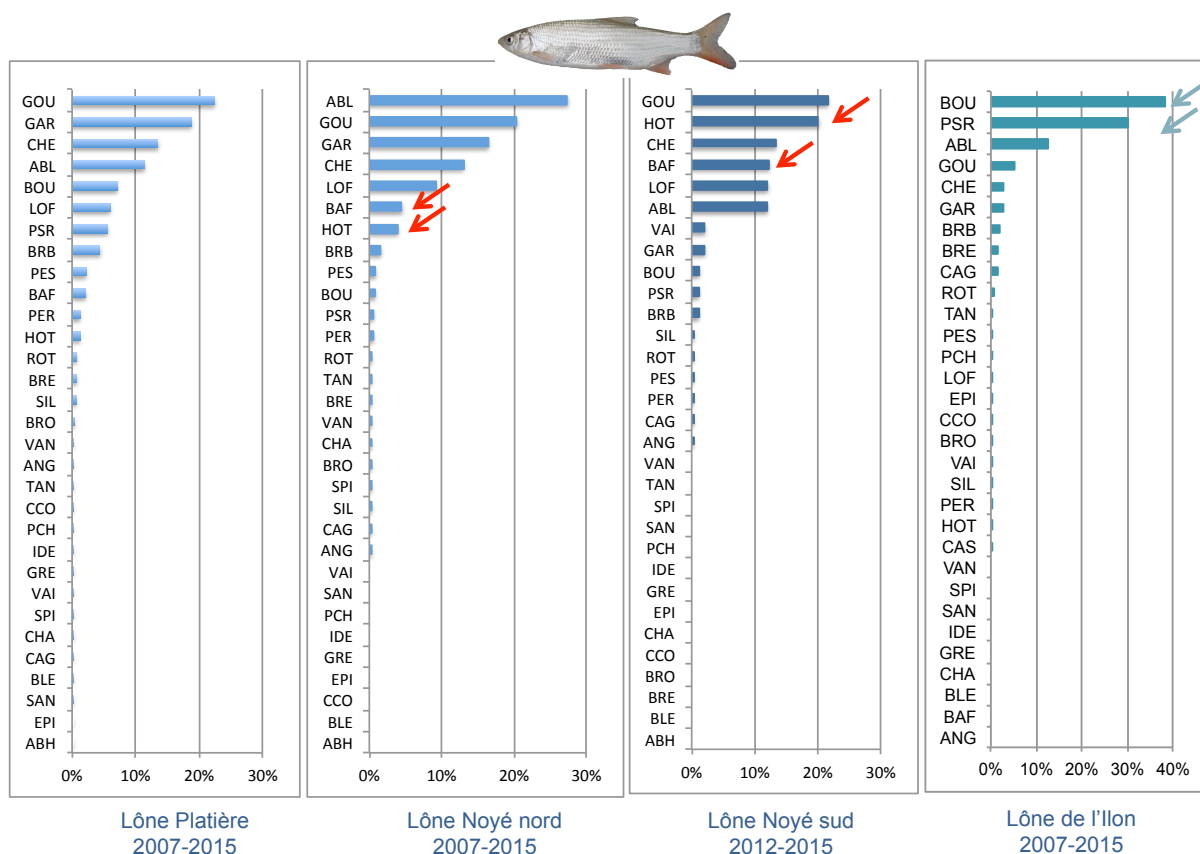 GOU
GAR
CHE
ABL
BOU
LOF
PSR
BRB
PES
BAF
PER
HOT
ROT
BRE
SIL
BRO
VAN
ANG
TAN
CCO
PCH
IDE
GRE
VAI
SPI
CHA
CAG
BLE
SAN
EPI
ABH
0% 10% 20% 30%
Lône Platière
2007-2015
ABL
GOU
GAR
CHE
LOF
BAF
HOT
BRB
PES
BOU
PSR
PER
ROT
TAN
BRE
VAN
CHA
BRO
SPI
SIL
CAG
ANG
VAI
SAN
PCH
IDE
GRE
EPI
CCO
BLE
ABH
0% 10% 20% 30%
Lône Noyé nord
2007-2015
GOU
HOT
CHE
BAF
LOF
ABL
VAI
GAR
BOU
PSR
BRB
SIL
ROT
PES
PER
CAG
ANG
VAN
TAN
SPI
SAN
PCH
IDE
GRE
EPI
CHA
CCO
BRO
BRE
BLE
ABH
0% 10% 20% 30%
Lône Noyé sud
2012-2015
BOU
PSR
ABL
GOU
CHE
GAR
BRB
BRE
CAG
ROT
TAN
PES
PCH
LOF
EPI
CCO
BRO
VAI
SIL
PER
HOT
CAS
VAN
SPI
SAN
IDE
GRE
CHA
BLE
BAF
ANG
0% 10% 20% 30% 40%
Lône de l'Ilon
2007-2015